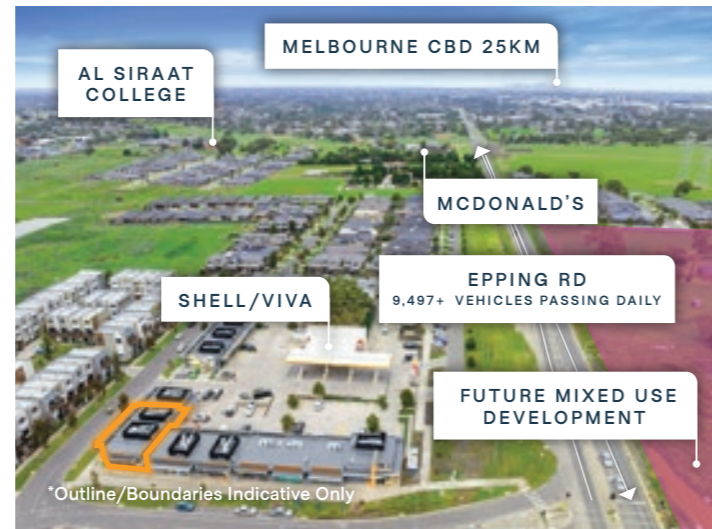 MELBOURNE CBD 25KM
AL SIRAAT
COLLEGE
MCDONALD'S
EPPING RD
9,497+ VEHICLES PASSING DAILY
SHELL/VIVA
FUTURE MIXED USE
DEVELOPMENT
*Outline/Boundaries Indicative Only